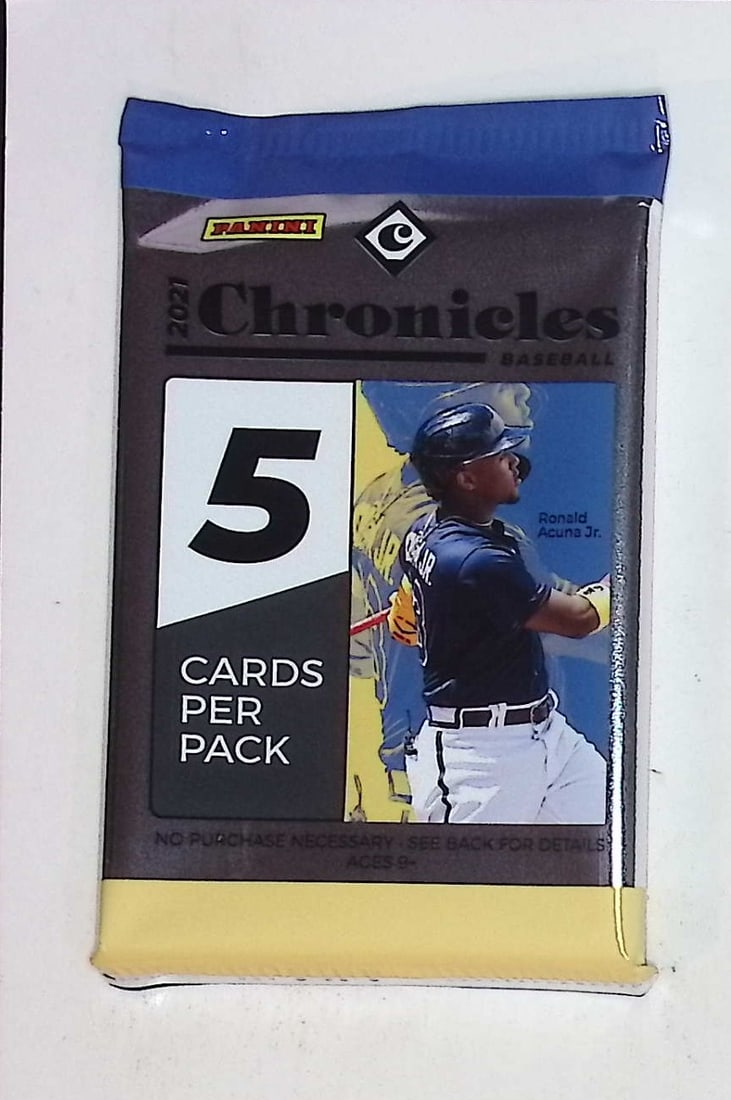 PANINI
C
2021
Chronicles
BASEBALL
5
CARDS
PER
PACK
Ronald
Acuna Jr.
NO PURCHASE NECESSARY • SEE BACK FOR DETAILS
AGES 9+